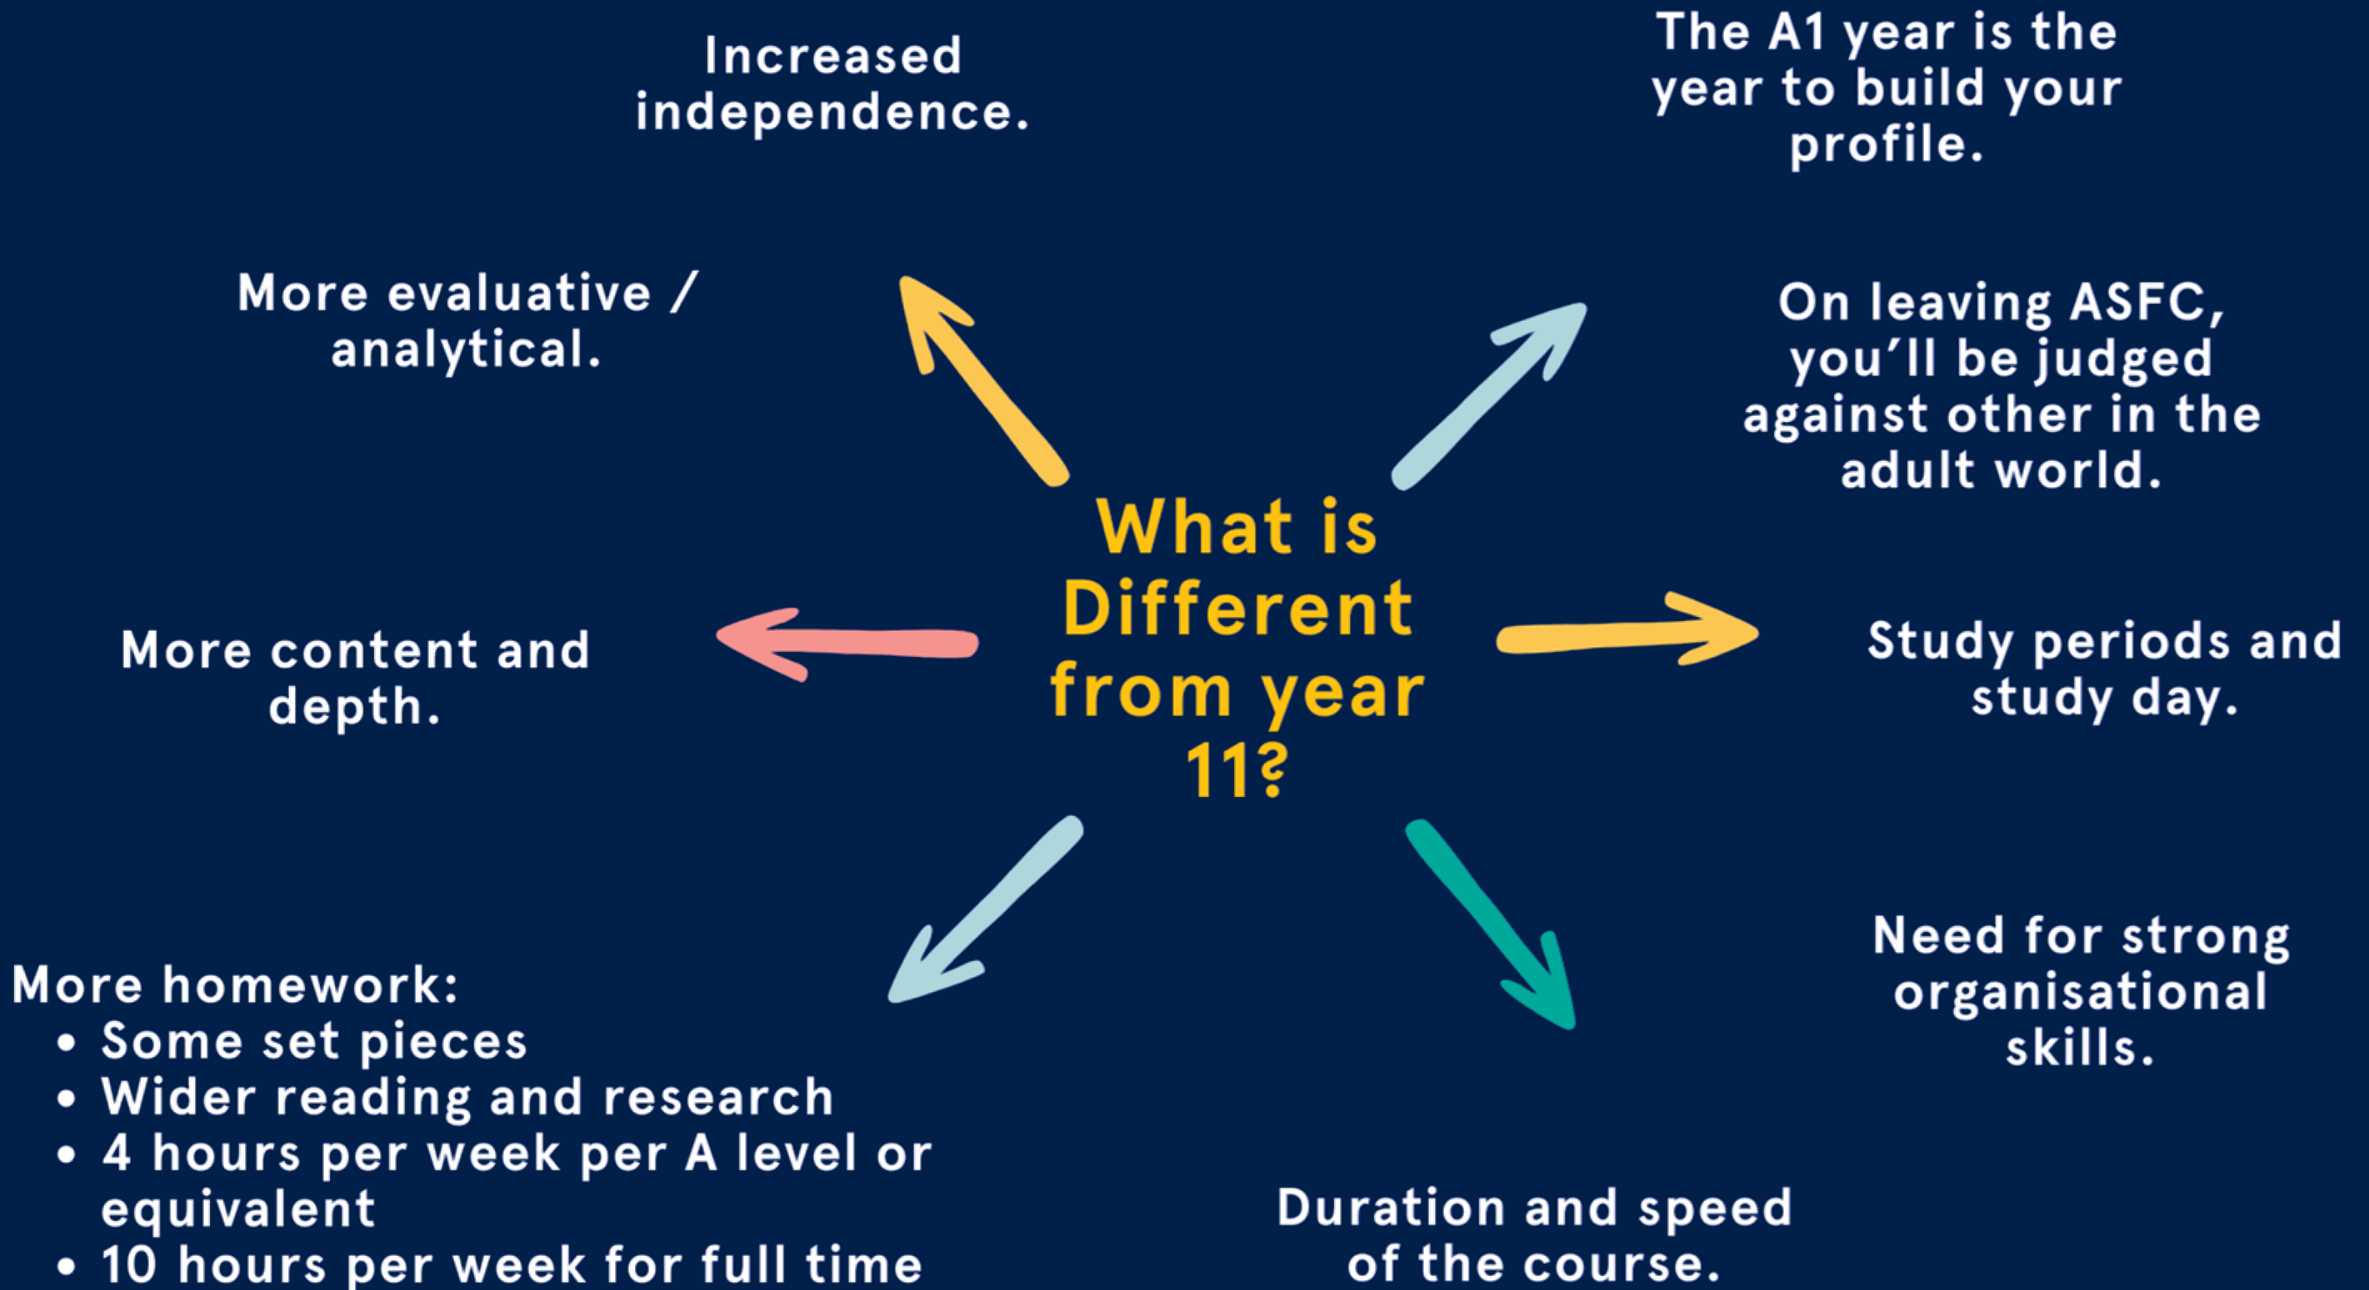 Increased
independence.
The A1 year is the
year to build your
profile.
More evaluative /
analytical.
On leaving ASFC,
you’ll be judged
against other in the
adult world.
What is
Different
from year
11?
More content and
depth.
Study periods and
study day.
More homework:
• Some set pieces
• Wider reading and research
• 4 hours per week per A level or
equivalent
• 10 hours per week for full time
Need for strong
organisational
skills.
Duration and speed
of the course.